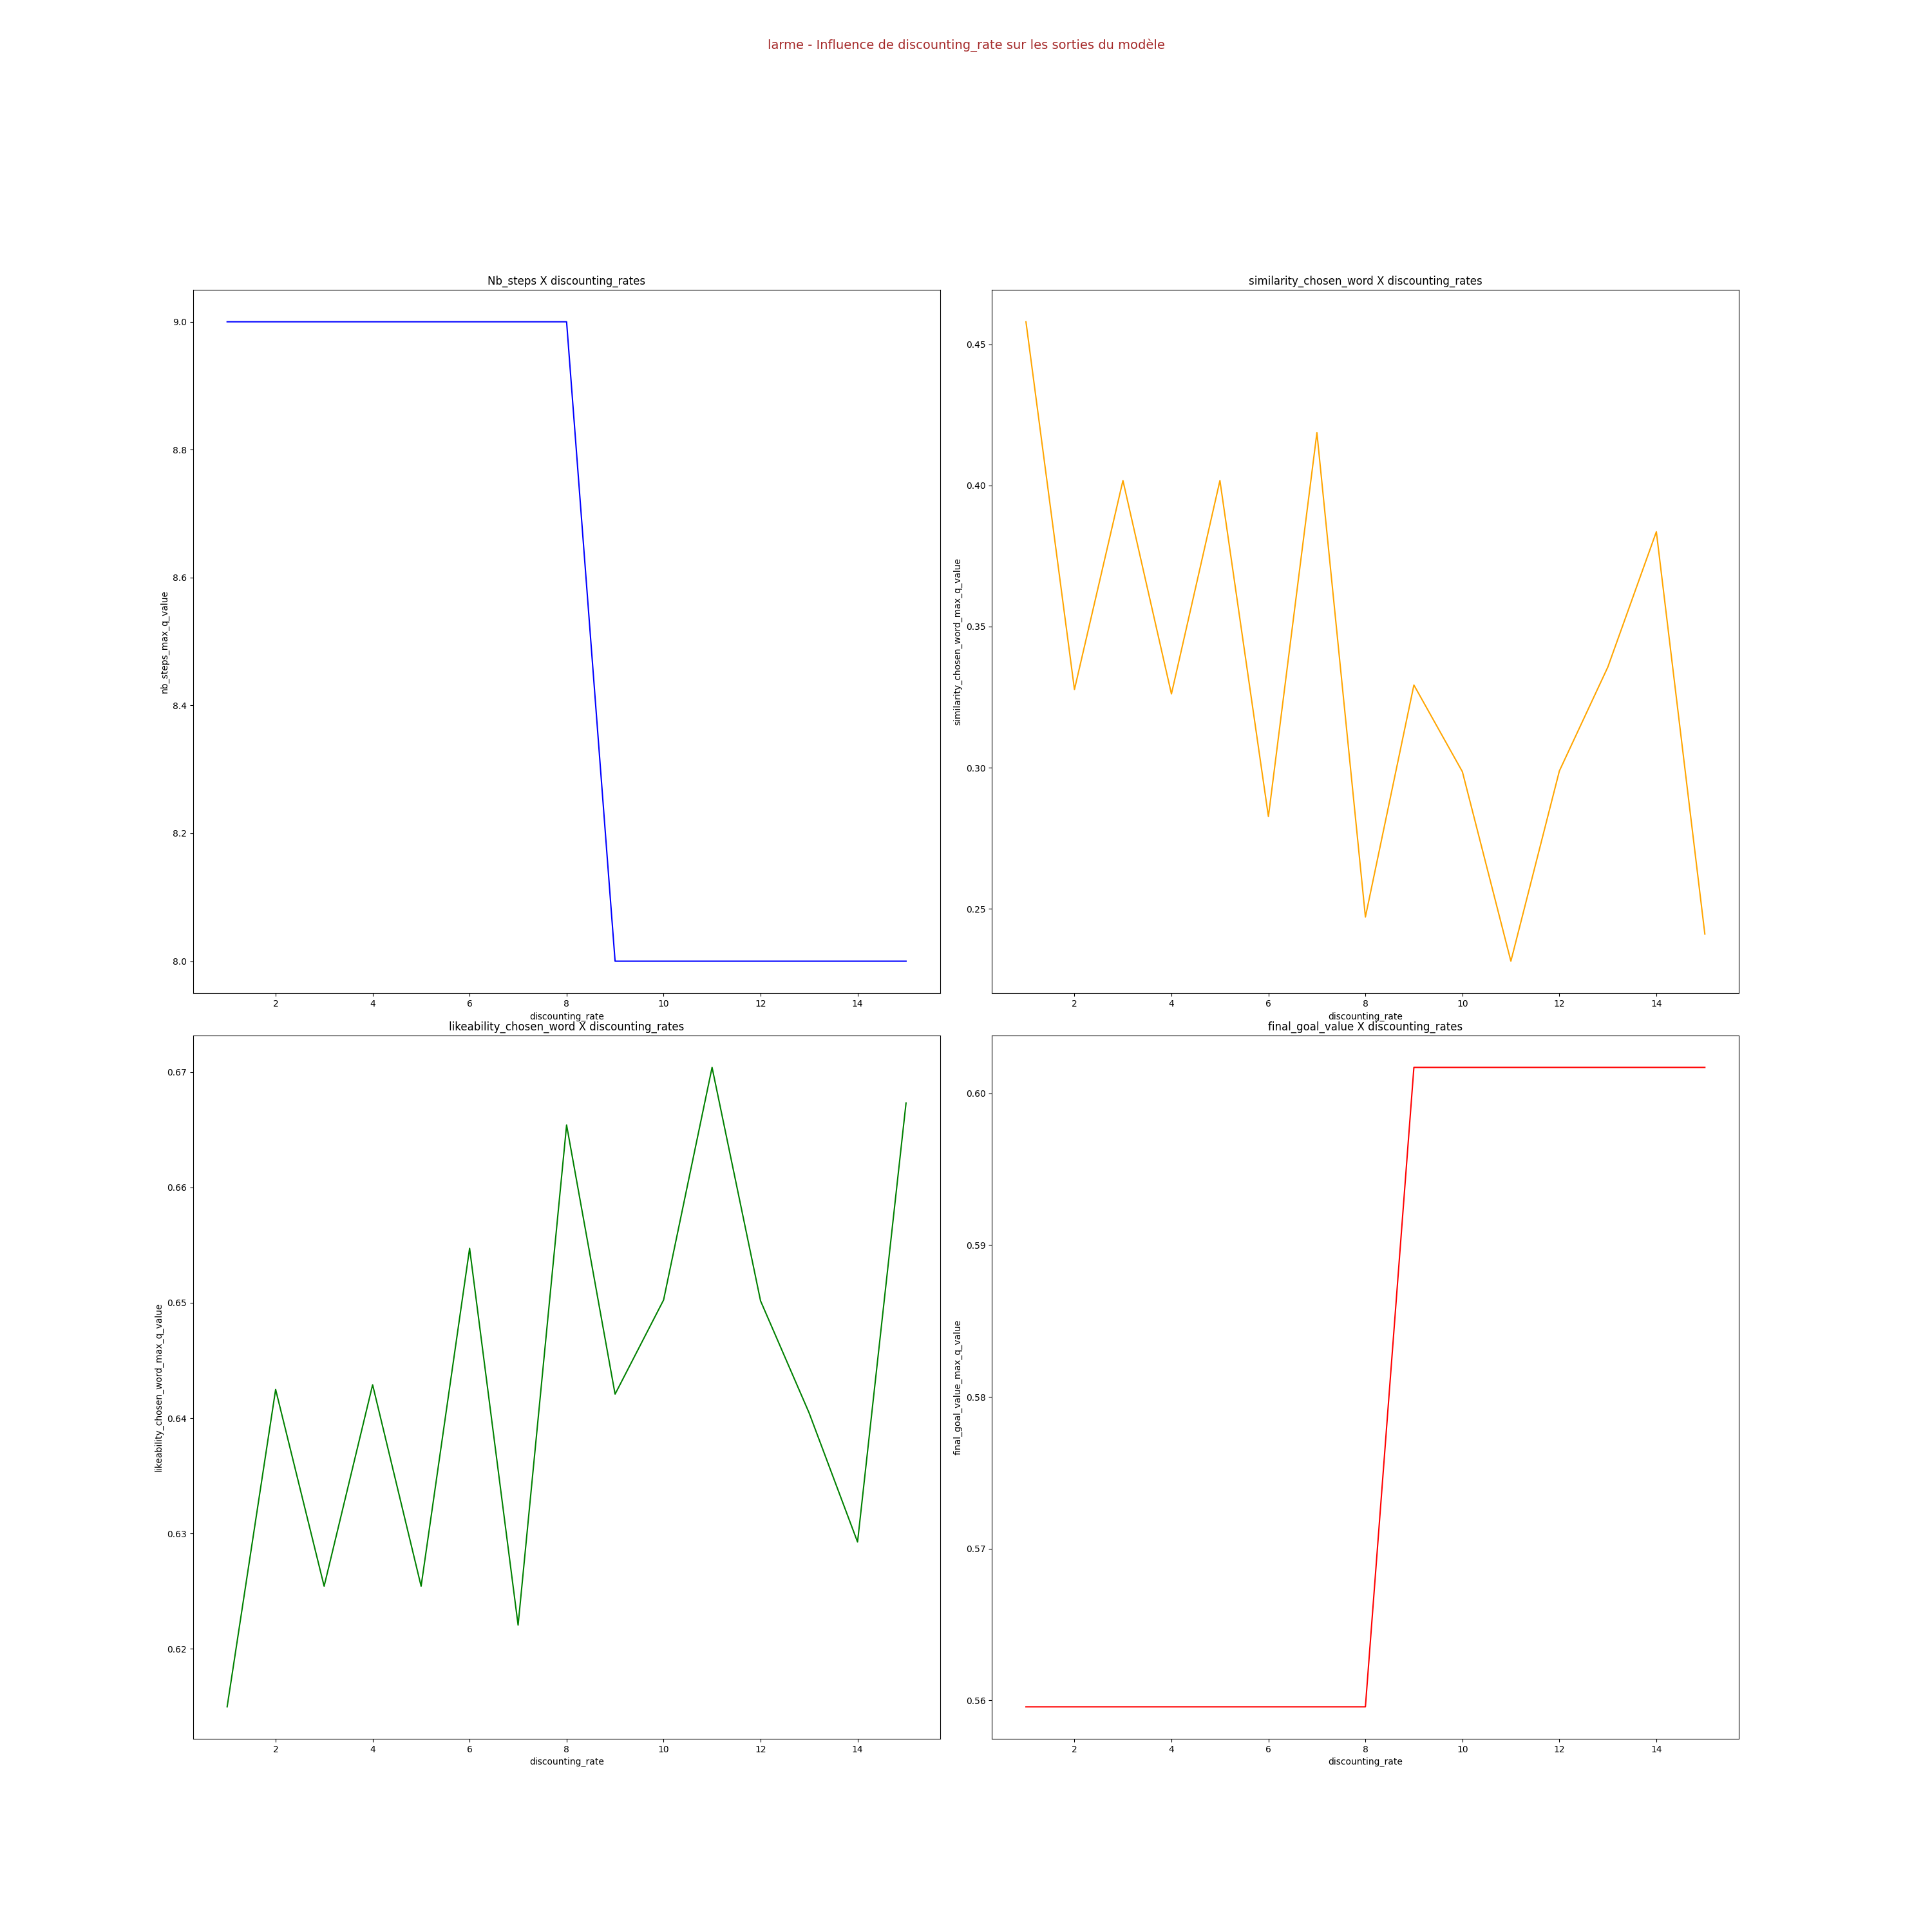 larme - Influence de discounting_rate sur les sorties du modèle
Nb_steps X discounting_rates
nb_steps_max_q_value
9.0
8.8
8.6
8.4
8.2
8.0
2 4 6 8 10 12 14
discounting_rate
similarity_chosen_word X discounting_rates
similarity_chosen_word_max_q_value
0.45
0.40
0.35
0.30
0.25
2 4 6 8 10 12 14
discounting_rate
likeability_chosen_word X discounting_rates
likeability_chosen_word_max_q_value
0.67
0.66
0.65
0.64
0.63
0.62
2 4 6 8 10 12 14
discounting_rate
final_goal_value X discounting_rates
final_goal_value_max_q_value
0.60
0.59
0.58
0.57
0.56
2 4 6 8 10 12 14
discounting_rate